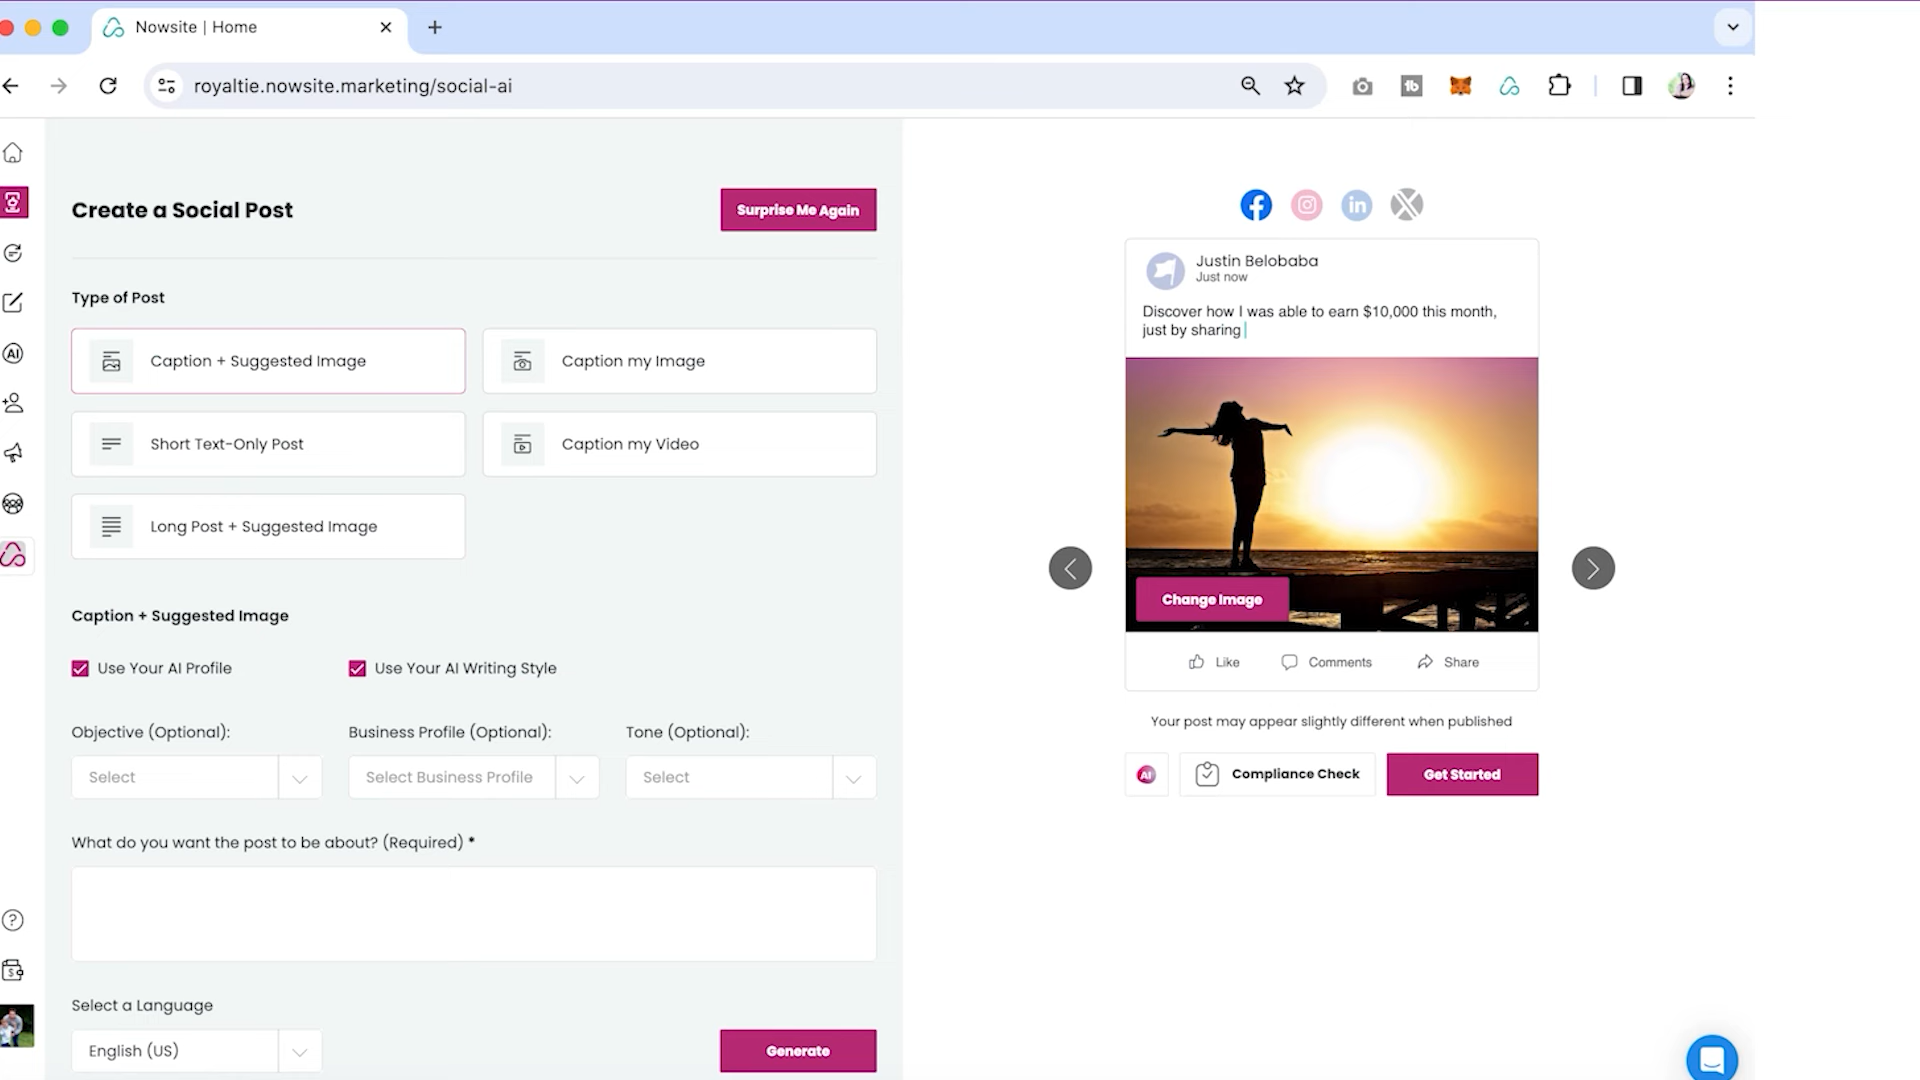 Nowsite | Home
royaltie.nowsite.marketing/social-ai
Create a Social Post
Surprise Me Again
Type of Post
Caption + Suggested Image
Caption my Image
Short Text-Only Post
Caption my Video
Long Post + Suggested Image
Caption + Suggested Image
Use Your AI Profile
Use Your AI Writing Style
Objective (Optional):
Business Profile (Optional):
Tone (Optional):
Select
Select Business Profile
Select
What do you want the post to be about? (Required) *
Select a Language
English (US)
Generate
Justin Belobaba
Just now
Discover how I was able to earn $10,000 this month,
just by sharing
Change Image
Like
Comments
Share
Your post may appear slightly different when published
AI
Compliance Check
Get Started
AI
tb
in